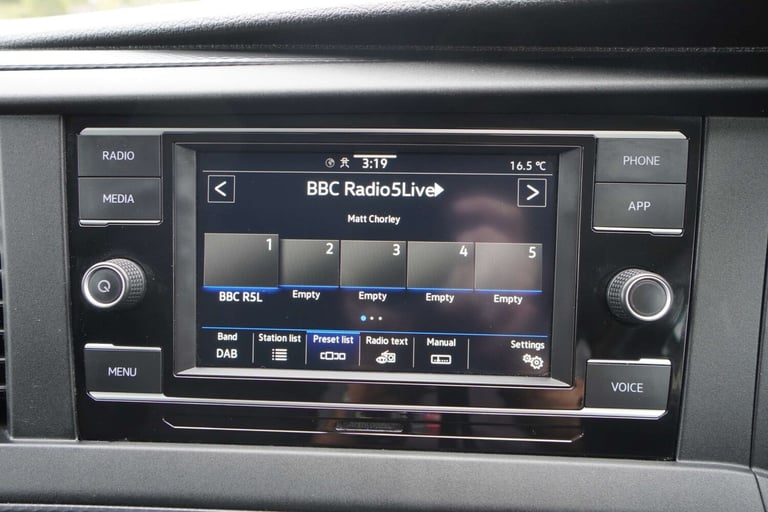 RADIO
MEDIA
MENU
PHONE
APP
VOICE
3:19
16.5 °C
< BBC Radio5Live >
Matt Chorley
1 2 3 4 5
BBC R5L Empty Empty Empty Empty
Band Station list Preset list Radio text Manual Settings
DAB